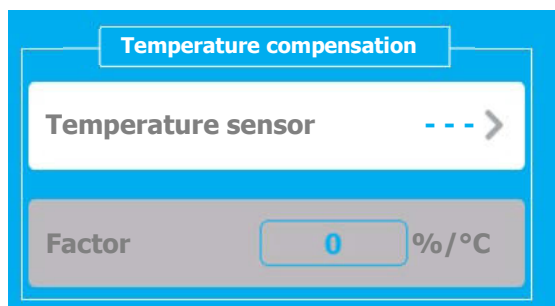 Temperature compensation
Temperature sensor - - -
Factor 0 %/°C